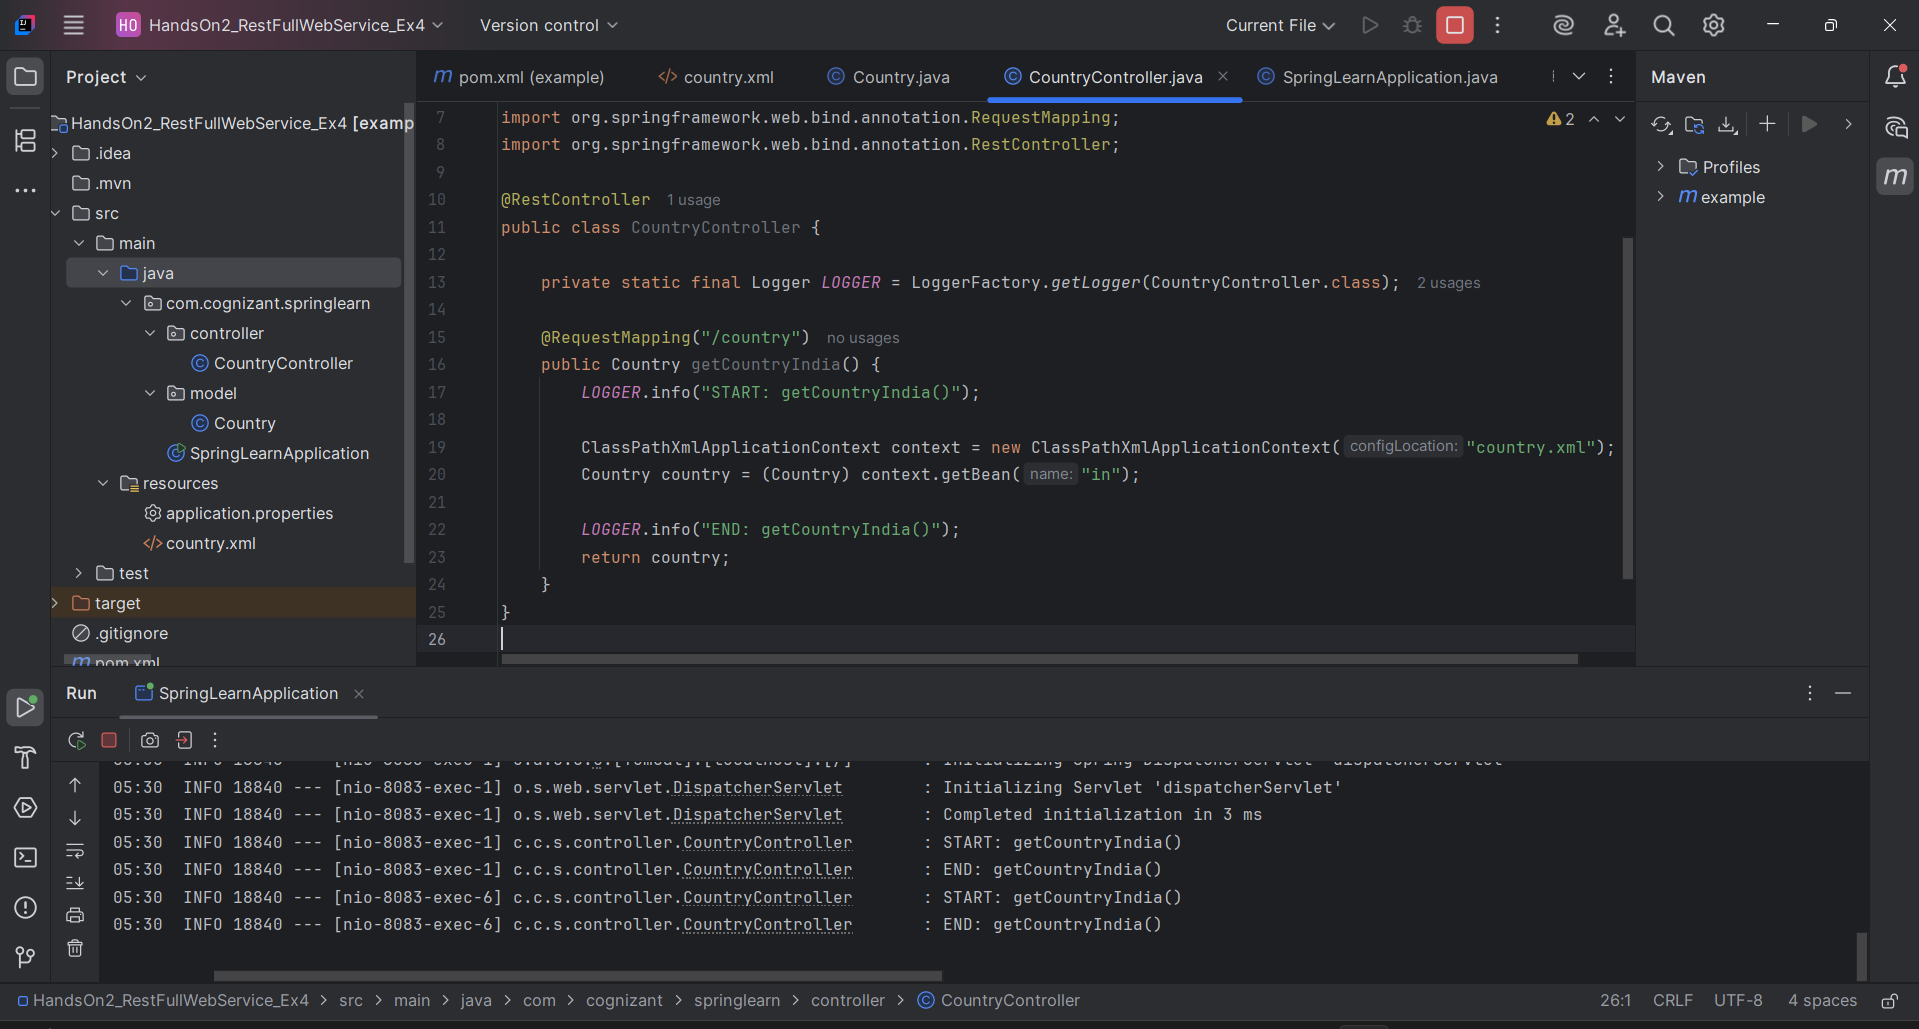 HO HandsOn2_RestFullWebService_Ex4 Version control Current File
Project
HandsOn2_RestFullWebService_Ex4 [examp
.idea
.mvn
src
main
java
com.cognizant.springlearn
controller
CountryController
model
Country
SpringLearnApplication
resources
application.properties
country.xml
test
target
.gitignore
pom.xml
pom.xml (example) country.xml Country.java CountryController.java SpringLearnApplication.java
7 import org.springframework.web.bind.annotation.RequestMapping;
8 import org.springframework.web.bind.annotation.RestController;
9
10 @RestController 1 usage
11 public class CountryController {
12
13 private static final Logger LOGGER = LoggerFactory.getLogger(CountryController.class); 2 usages
14
15 @RequestMapping("/country") no usages
16 public Country getCountryIndia() {
17 LOGGER.info("START: getCountryIndia()");
18
19 ClassPathXmlApplicationContext context = new ClassPathXmlApplicationContext( configLocation: "country.xml");
20 Country country = (Country) context.getBean( name: "in");
21
22 LOGGER.info("END: getCountryIndia()");
23 return country;
24 }
25 }
26
2
Maven
Profiles
m example
m
Run SpringLearnApplication
05:30 INFO 18840 --- [nio-8083-exec-1] o.s.web.servlet.DispatcherServlet : Initializing Servlet 'dispatcherServlet'
05:30 INFO 18840 --- [nio-8083-exec-1] o.s.web.servlet.DispatcherServlet : Completed initialization in 3 ms
05:30 INFO 18840 --- [nio-8083-exec-1] c.c.s.controller.CountryController : START: getCountryIndia()
05:30 INFO 18840 --- [nio-8083-exec-1] c.c.s.controller.CountryController : END: getCountryIndia()
05:30 INFO 18840 --- [nio-8083-exec-6] c.c.s.controller.CountryController : START: getCountryIndia()
05:30 INFO 18840 --- [nio-8083-exec-6] c.c.s.controller.CountryController : END: getCountryIndia()
HandsOn2_RestFullWebService_Ex4 > src > main > java > com > cognizant > springlearn > controller > CountryController 26:1 CRLF UTF-8 4 spaces